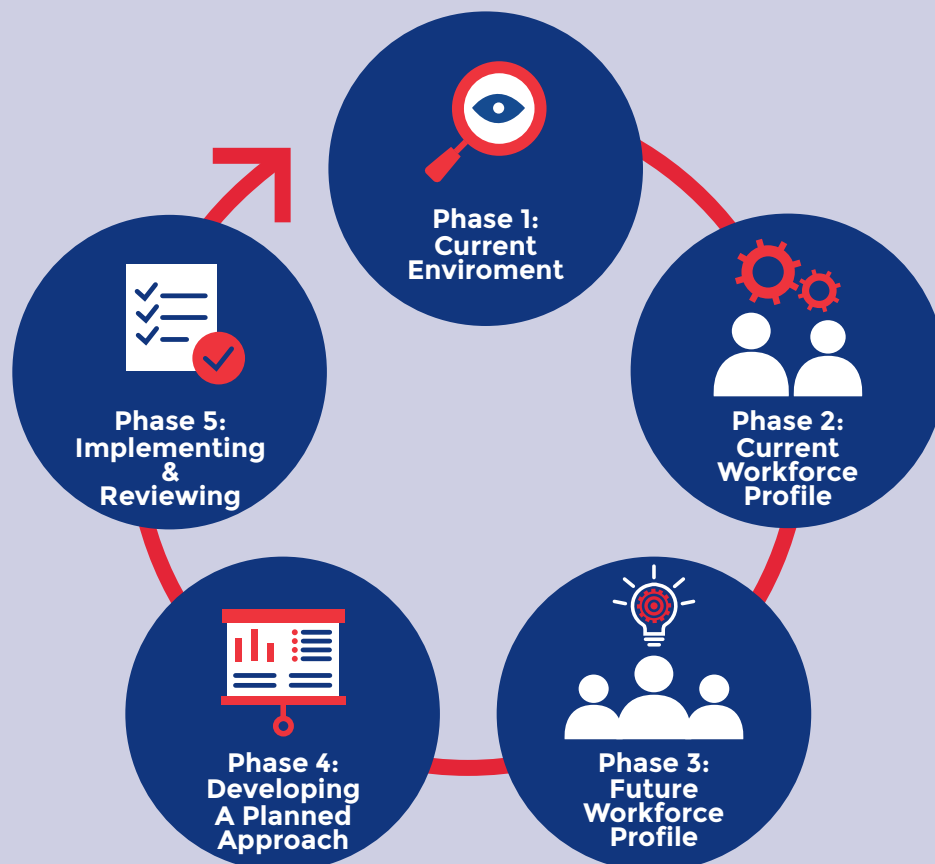 Phase 1:
Current
Enviroment
Phase 2:
Current
Workforce
Profile
Phase 3:
Future
Workforce
Profile
Phase 4:
Developing
A Planned
Approach
Phase 5:
Implementing
&
Reviewing